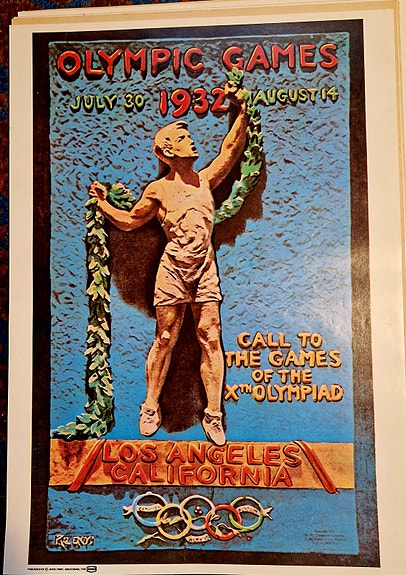 OLYMPIC GAMES
JULY 30 1932 AUGUST 14
CALL TO
THE GAMES
OF THE
XTH OLYMPIAD
LOS ANGELES
CALIFORNIA